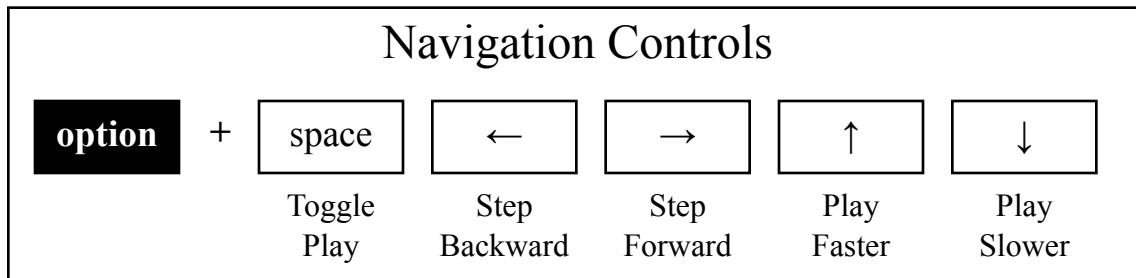 Navigation Controls
option + space ← → ↑ ↓
Toggle Step Step Play Play
Play Backward Forward Faster Slower